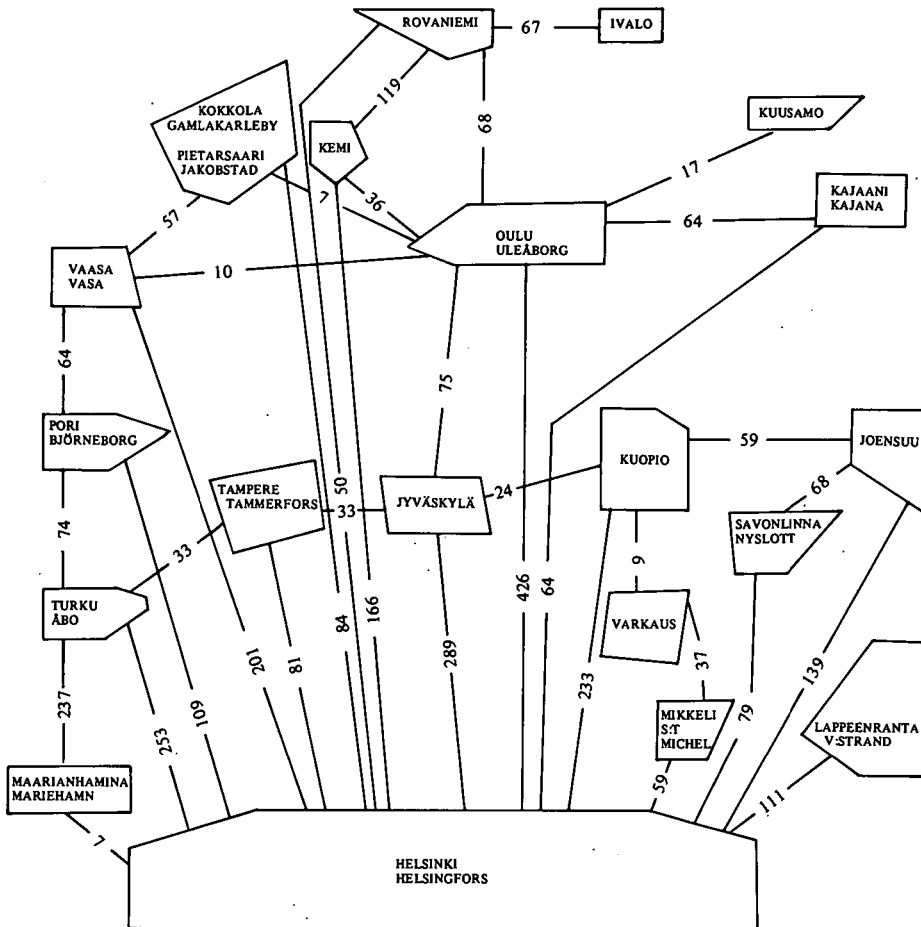 ROVANIEMI
67
IVALO
119
68
KOKKOLA
GAMLAKARLEBY
PIETARSAARI
JAKOBSTAD
KEMI
KUUSAMO
17
7
36
KAJAANI
KAJANA
64
57
OULU
ULEÅBORG
VAASA
VASA
10
64
75
PORI
BJÖRNEBORG
KUOPIO
59
JOENSUU
TAMPERE
TAMMERFORS
50
33
JYVÄSKYLÄ
24
68
SAVONLINNA
NYSLOTT
74
33
9
426
64
TURKU
ÅBO
VARKAUS
84
166
201
81
289
233
37
139
237
253
109
79
MIKKELI
S:T
MICHEL
LAPPEENRANTA
V:STRAND
MAARIANHAMINA
MARIEHAMN
59
111
7
HELSINKI
HELSINGFORS